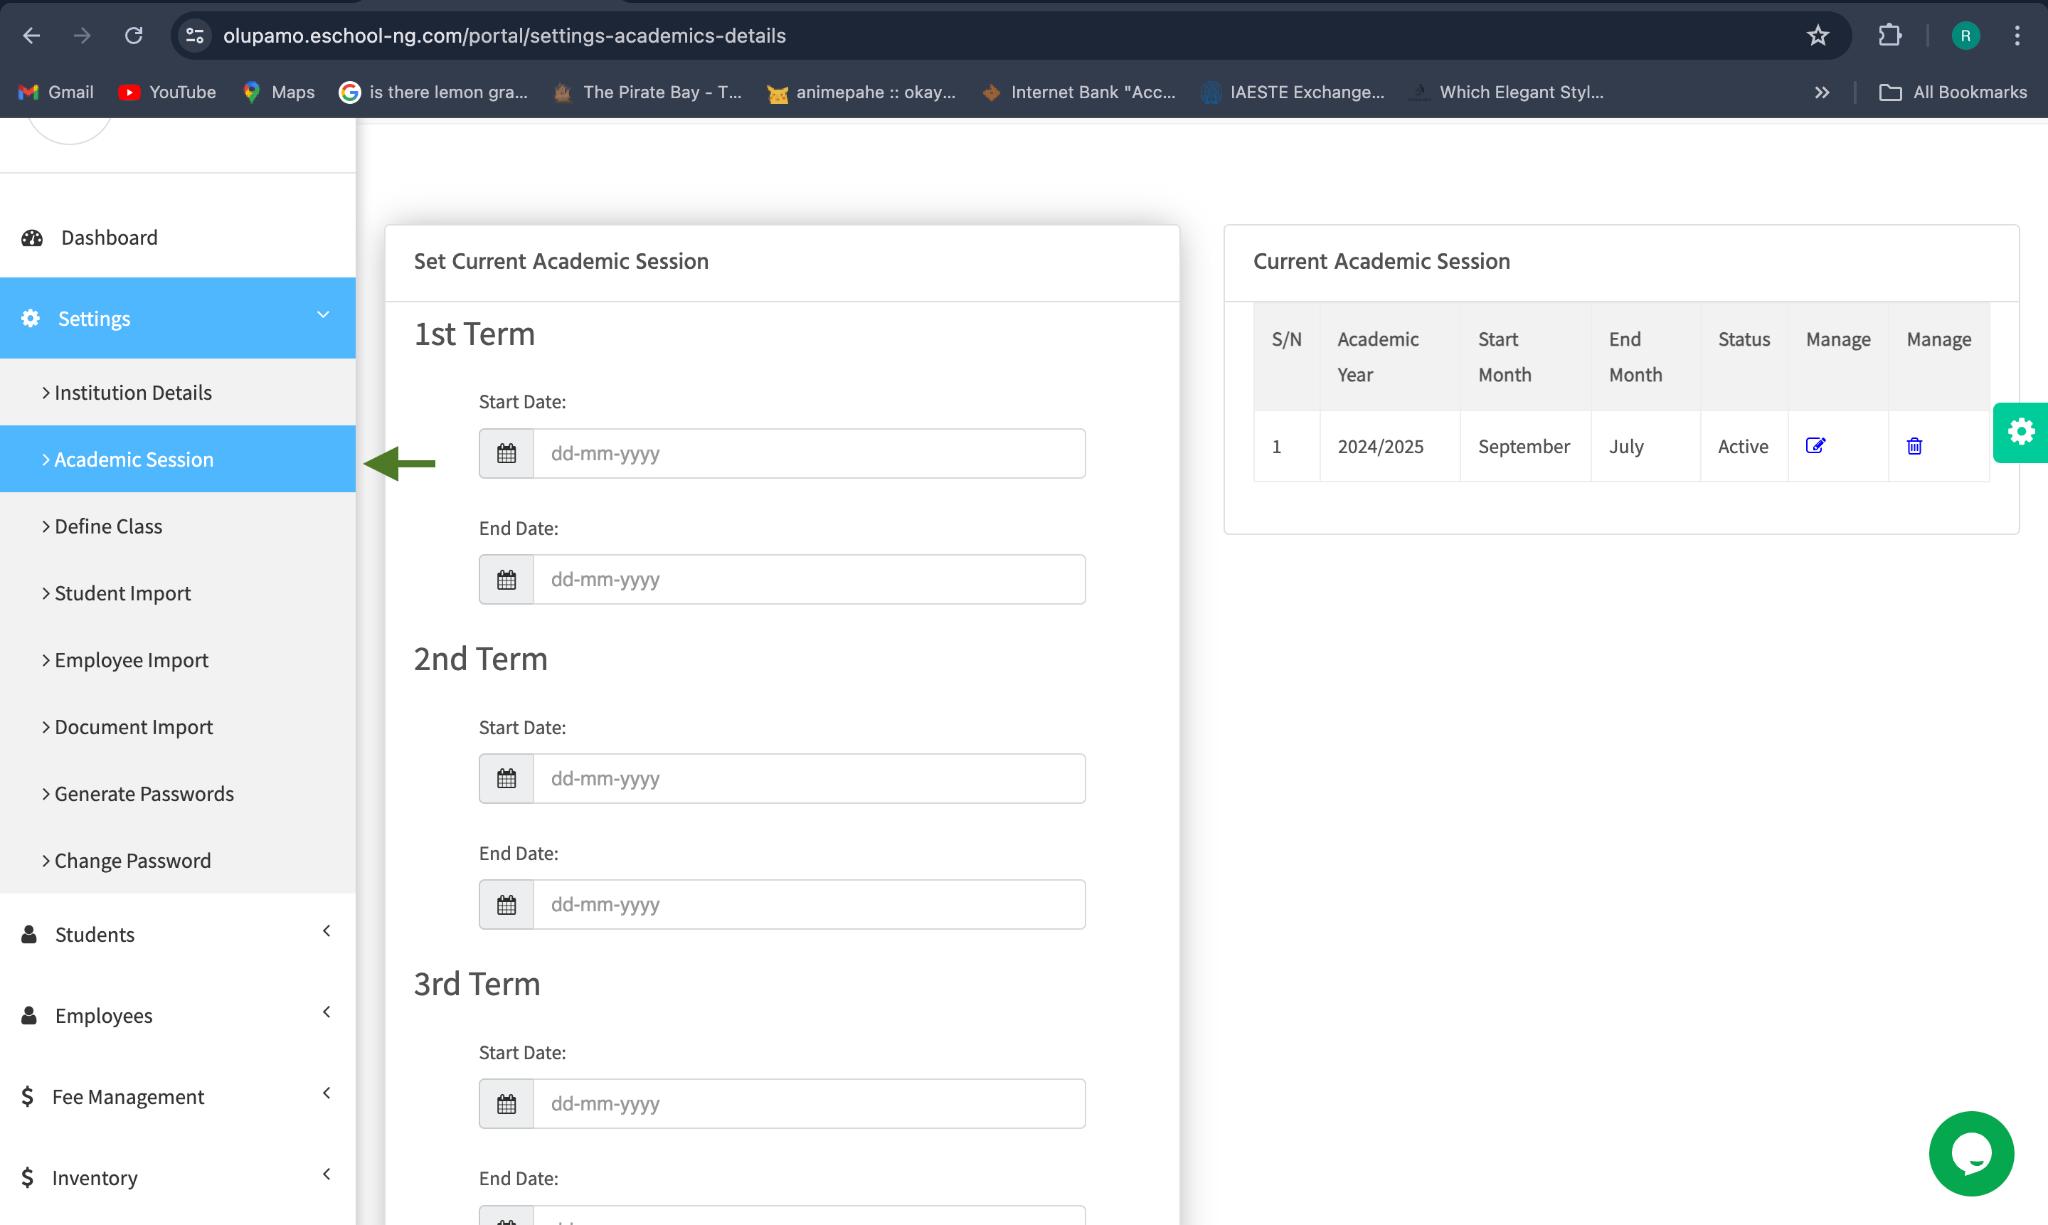 olupamo.eschool-ng.com/portal/settings-academics-details
R
Gmail
YouTube
Maps
is there lemon gra...
The Pirate Bay - T...
animepahe :: okay...
Internet Bank "Acc...
IAESTE Exchange...
Which Elegant Styl...
All Bookmarks
Dashboard
Settings
Institution Details
Academic Session
Define Class
Student Import
Employee Import
Document Import
Generate Passwords
Change Password
Students
Employees
Fee Management
Inventory
Set Current Academic Session
1st Term
Start Date:
dd-mm-yyyy
End Date:
dd-mm-yyyy
2nd Term
Start Date:
dd-mm-yyyy
End Date:
dd-mm-yyyy
3rd Term
Start Date:
dd-mm-yyyy
End Date:
Current Academic Session
S/N Academic Year Start Month End Month Status Manage Manage
1 2024/2025 September July Active